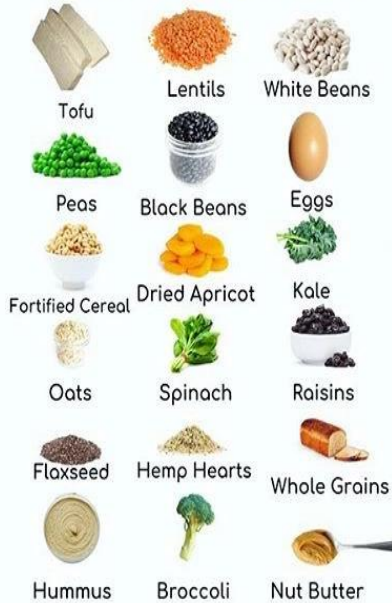 Tofu
Lentils
White Beans
Peas
Black Beans
Eggs
Fortified Cereal
Dried Apricot
Kale
Oats
Spinach
Raisins
Flaxseed
Hemp Hearts
Whole Grains
Hummus
Broccoli
Nut Butter